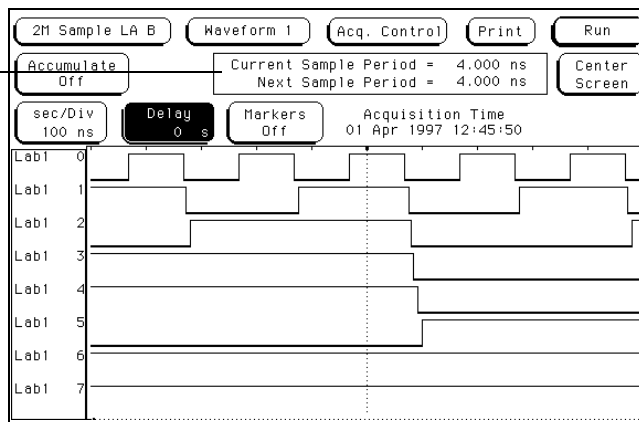 2M Sample LA B Waveform 1 Acq. Control Print Run
Accumulate Off
Current Sample Period = 4.000 ns
Next Sample Period = 4.000 ns
Center Screen
sec/Div 100 ns
Delay 0 s
Markers Off
Acquisition Time
01 Apr 1997 12:45:50
Lab1 0
Lab1 1
Lab1 2
Lab1 3
Lab1 4
Lab1 5
Lab1 6
Lab1 7